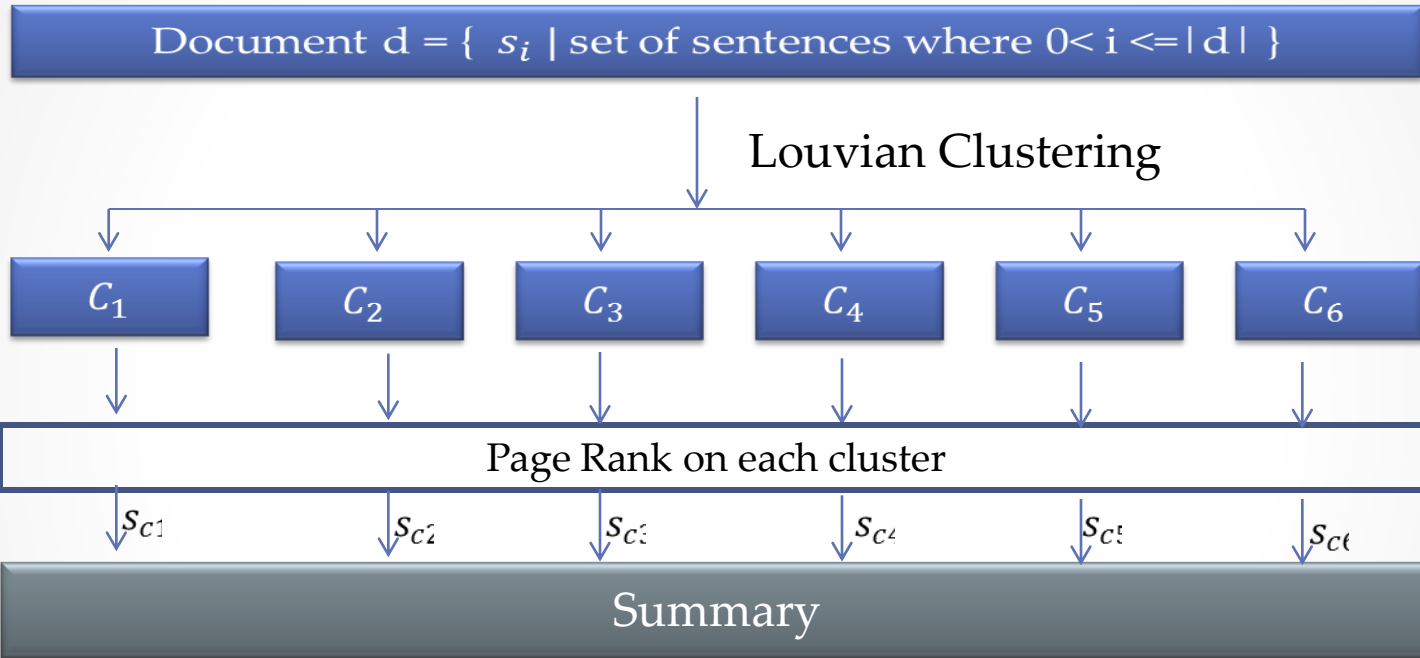 Document d = { s_i | set of sentences where 0< i <=|d| }
Louvian Clustering
C_1 C_2 C_3 C_4 C_5 C_6
Page Rank on each cluster
s_c1 s_c2 s_c3 s_c4 s_c5 s_c6
Summary